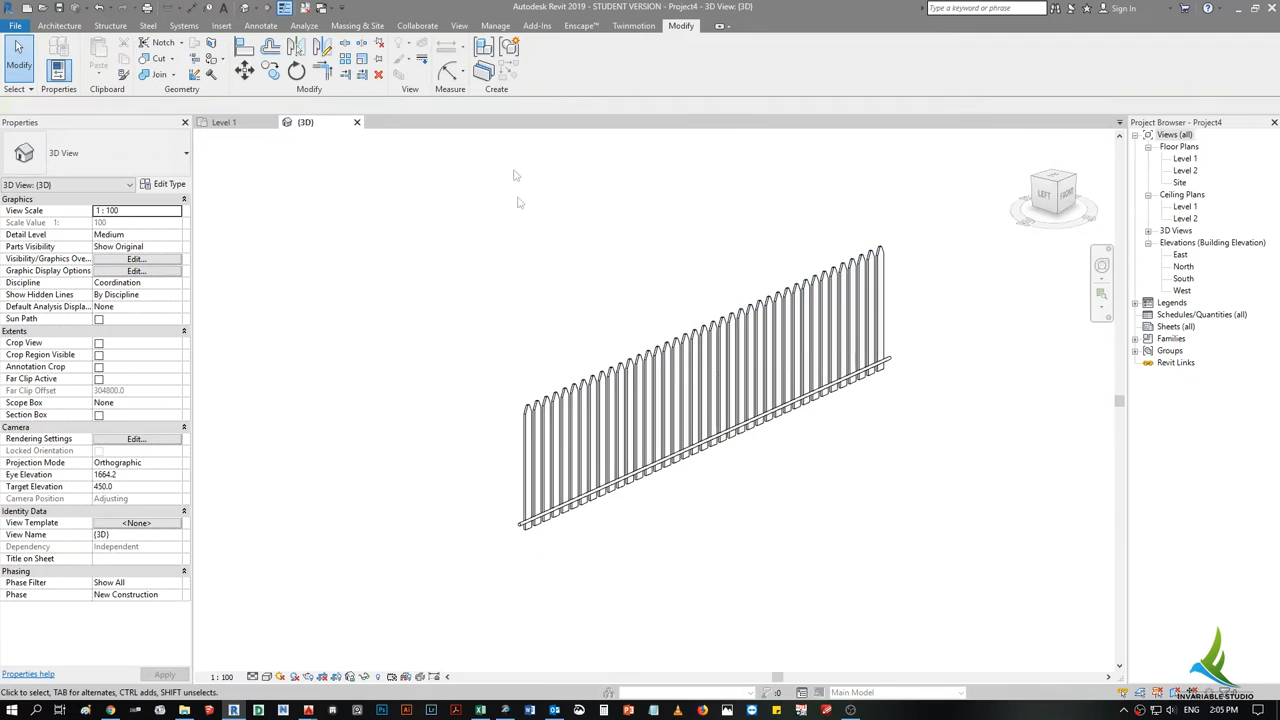 Autodesk Revit 2019 - STUDENT VERSION - Project4 - 3D View: {3D}
Type a keyword or phrase
Sign In
File Architecture Structure Steel Systems Insert Annotate Analyze Massing & Site Collaborate View Manage Add-Ins Enscape™ Twinmotion Modify
Modify
Properties
Paste
Notch
Cut
Join
Select
Properties
Clipboard
Geometry
Modify
View
Measure
Create
Properties
Level 1
{3D}
Project Browser - Project4
3D View
3D View: {3D}
Edit Type
Graphics
View Scale 1 : 100
Scale Value 1: 100
Detail Level Medium
Parts Visibility Show Original
Visibility/Graphics Ove... Edit...
Graphic Display Options Edit...
Discipline Coordination
Show Hidden Lines By Discipline
Default Analysis Displa... None
Sun Path
Extents
Crop View
Crop Region Visible
Annotation Crop
Far Clip Active
Far Clip Offset 304800.0
Scope Box None
Section Box
Camera
Rendering Settings Edit...
Locked Orientation
Projection Mode Orthographic
Eye Elevation 1664.2
Target Elevation 450.0
Camera Position Adjusting
Identity Data
View Template <None>
View Name {3D}
Dependency Independent
Title on Sheet
Phasing
Phase Filter Show All
Phase New Construction
Properties help
Apply
LEFT
FRONT
Views (all)
Floor Plans
Level 1
Level 2
Site
Ceiling Plans
Level 1
Level 2
3D Views
Elevations (Building Elevation)
East
North
South
West
Legends
Schedules/Quantities (all)
Sheets (all)
Families
Groups
Revit Links
1 : 100
Click to select, TAB for alternates, CTRL adds, SHIFT unselects.
:0
Main Model
INVARIABLE STUDIO
ENG
2:05 PM